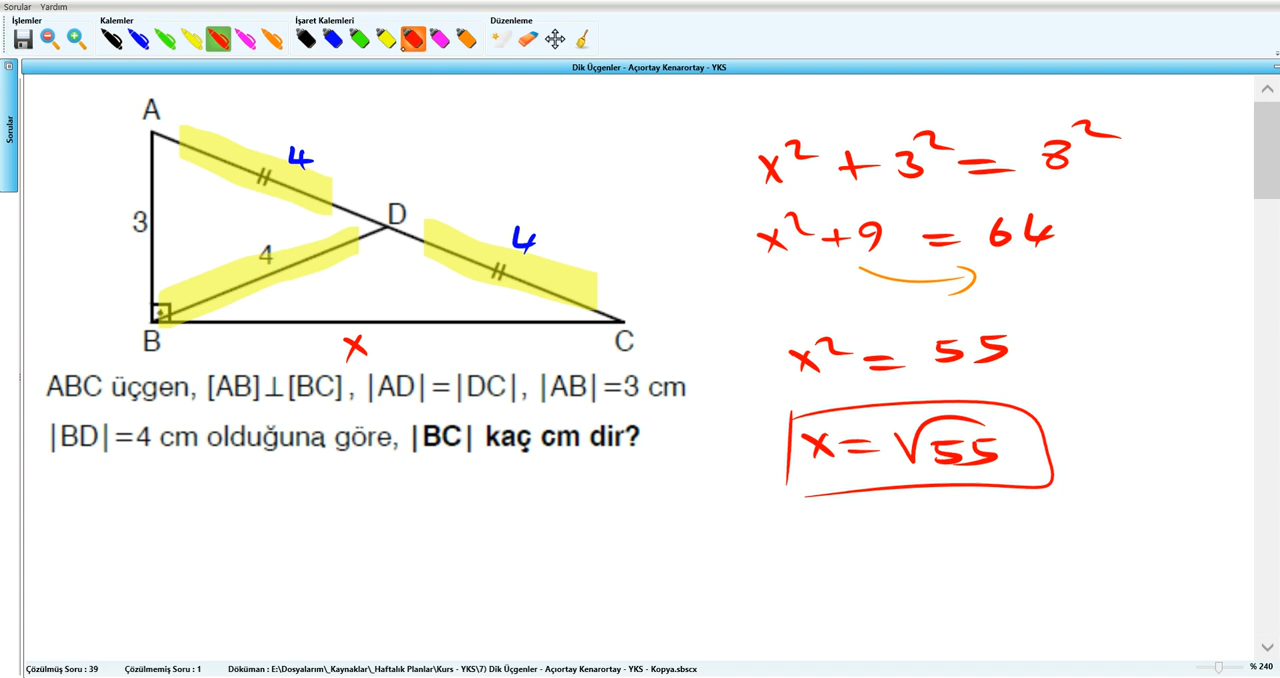 Sorular Yardım
İşlemler Kalemler İşaret Kalemleri Düzenleme
Dik Üçgenler - Açıortay Kenarortay - YKS
Sorular
A
4
3
D
4
4
B
x
C
x² + 3² = 8²
x² + 9 = 64
x² = 55
x = √55
ABC üçgen, [AB]⊥[BC], |AD|=|DC|, |AB|=3 cm
|BD|=4 cm olduğuna göre, |BC| kaç cm dir?
Çözülmüş Soru : 39 Çözülmemiş Soru : 1 Döküman : E:\Dosyalarım\_Kaynaklar\_Haftalık Planlar\Kurs - YKS\7) Dik Üçgenler - Açıortay Kenarortay - YKS - Kopya.sbscx % 240